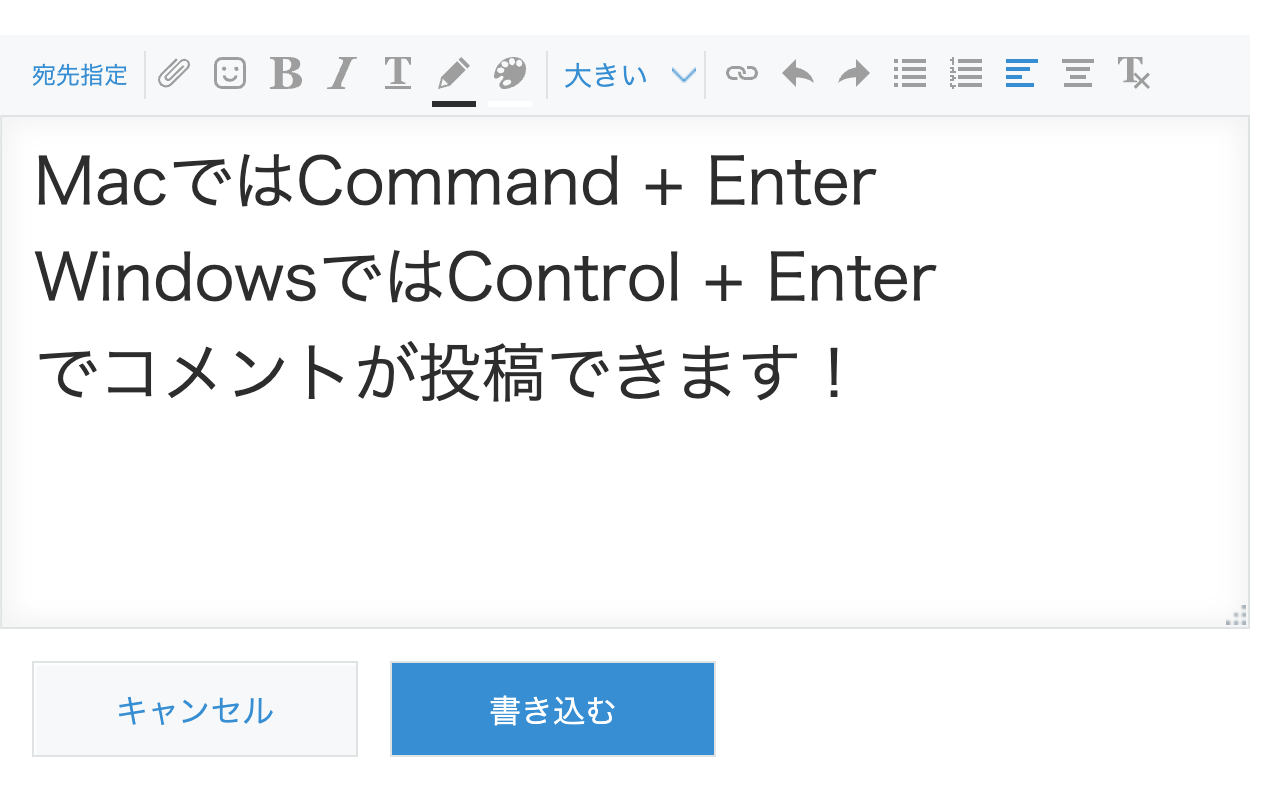 宛先指定 B I T 大きい T
MacではCommand + Enter
WindowsではControl + Enter
でコメントが投稿できます！
キャンセル 書き込む